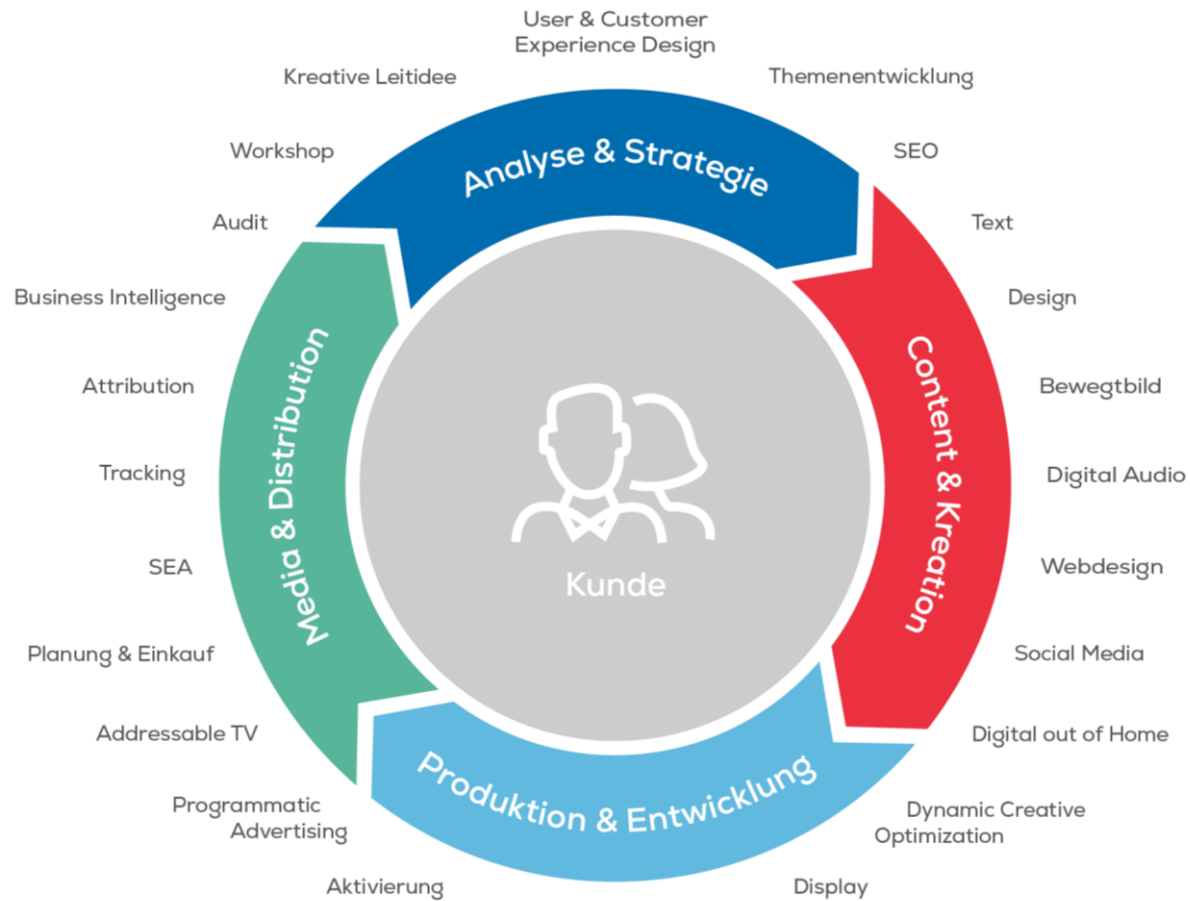 User & Customer
Experience Design
Kreative Leitidee
Themenentwicklung
Workshop
SEO
Analyse & Strategie
Audit
Text
Business Intelligence
Design
Attribution
Bewegtbild
Tracking
Digital Audio
Media & Distribution
Content & Kreation
SEA
Kunde
Webdesign
Planung & Einkauf
Social Media
Addressable TV
Digital out of Home
Produktion & Entwicklung
Programmatic
Advertising
Dynamic Creative
Optimization
Aktivierung
Display